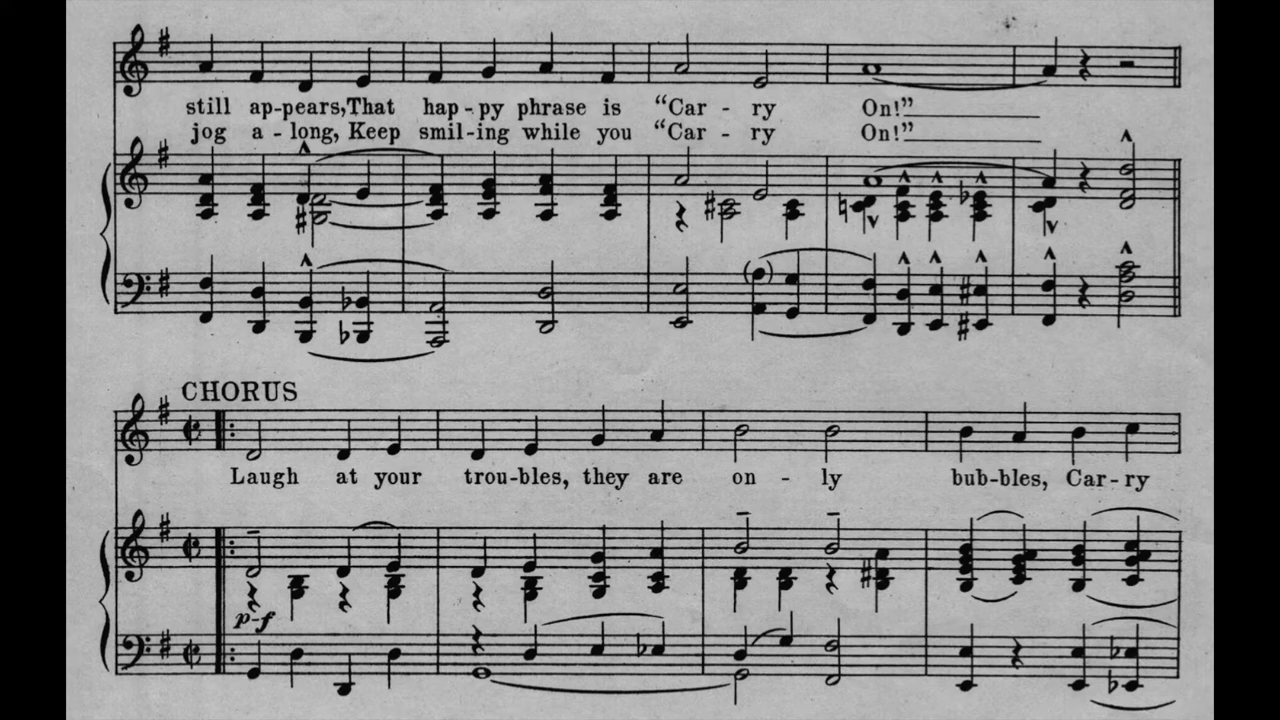 still ap-pears, That hap-py phrase is “Car - ry On!”
jog a - long, Keep smil-ing while you “Car - ry On!”
CHORUS
Laugh at your trou-bles, they are on - ly bub-bles, Car-ry
p-f